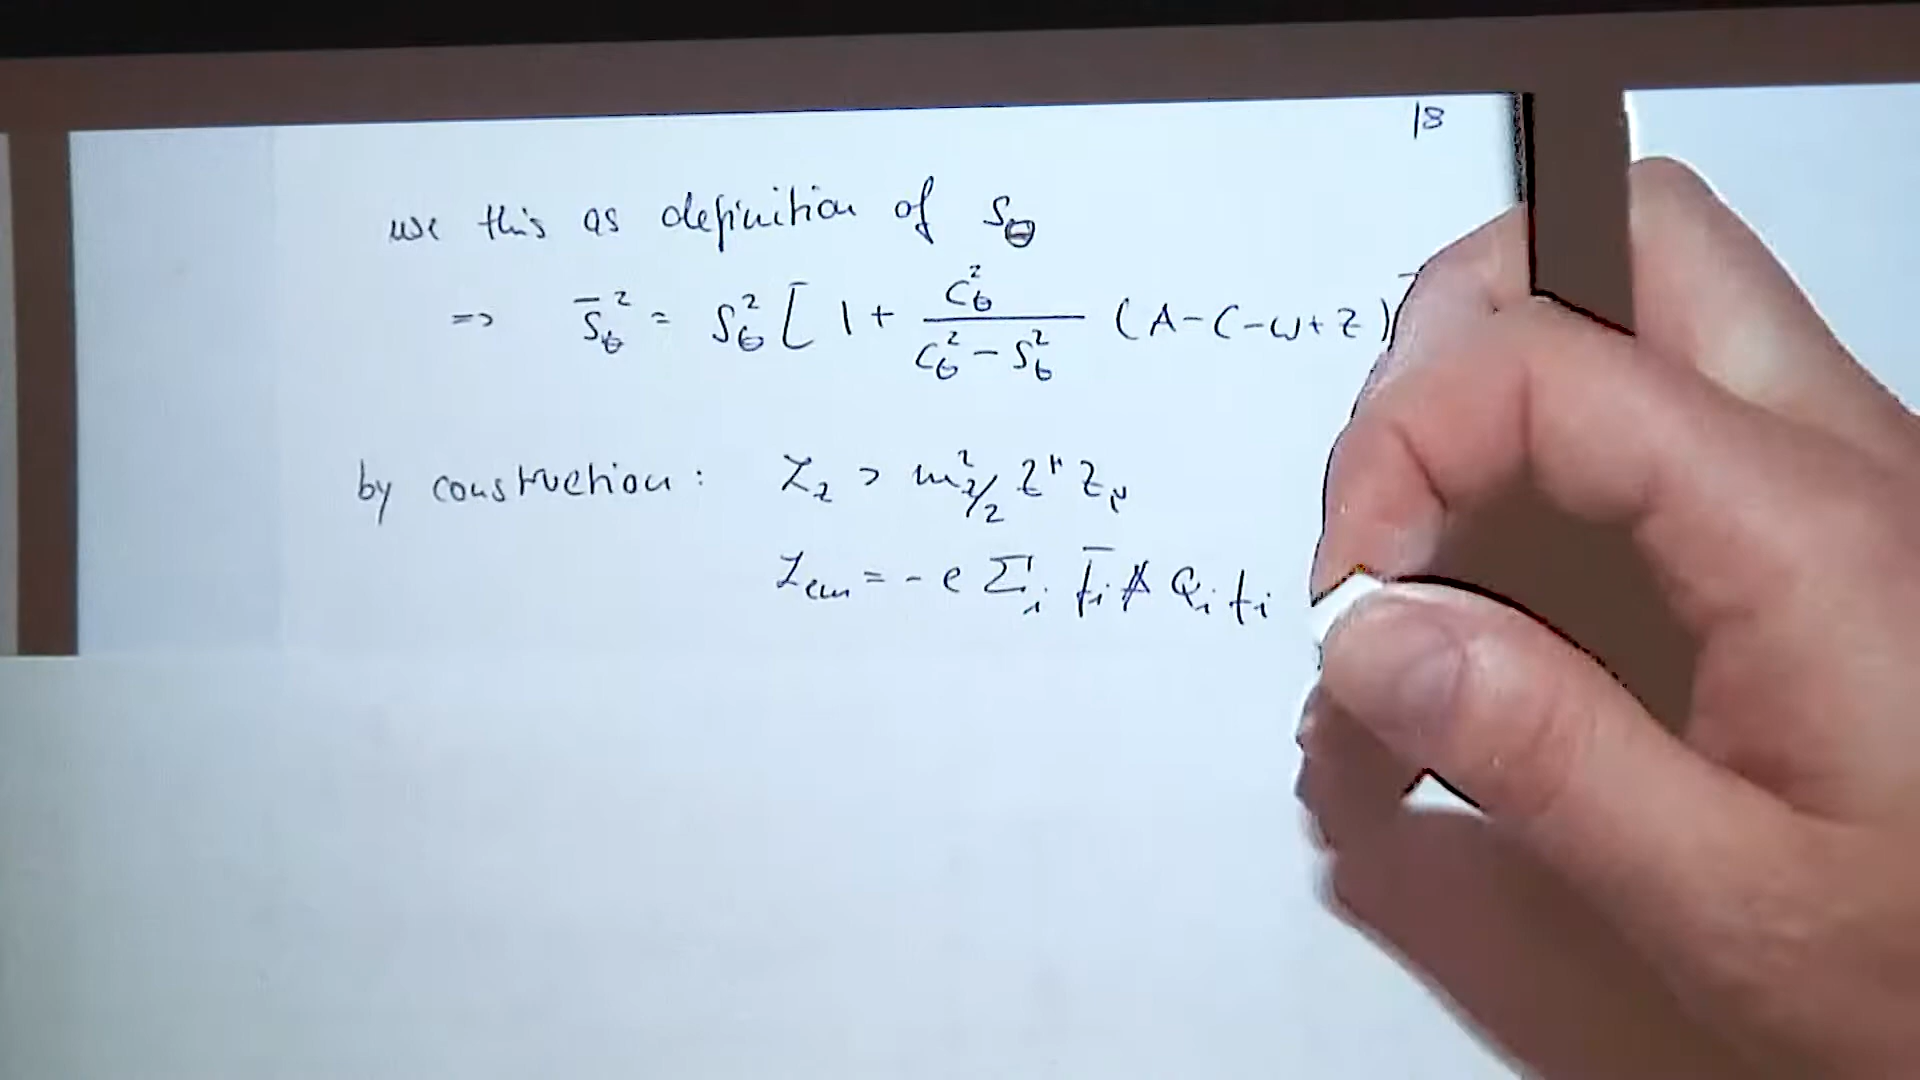 18
use this as definition of s_θ
=> s̄_θ² = s_θ² [ 1 + c_θ² / (c_θ² - s_θ²) (A - C - w + z) ]
by construction: ℒ_2 > m_z²/2 Z^μ Z_μ
ℒ_em = - e Σ_i f̄_i A̸ Q_i f_i